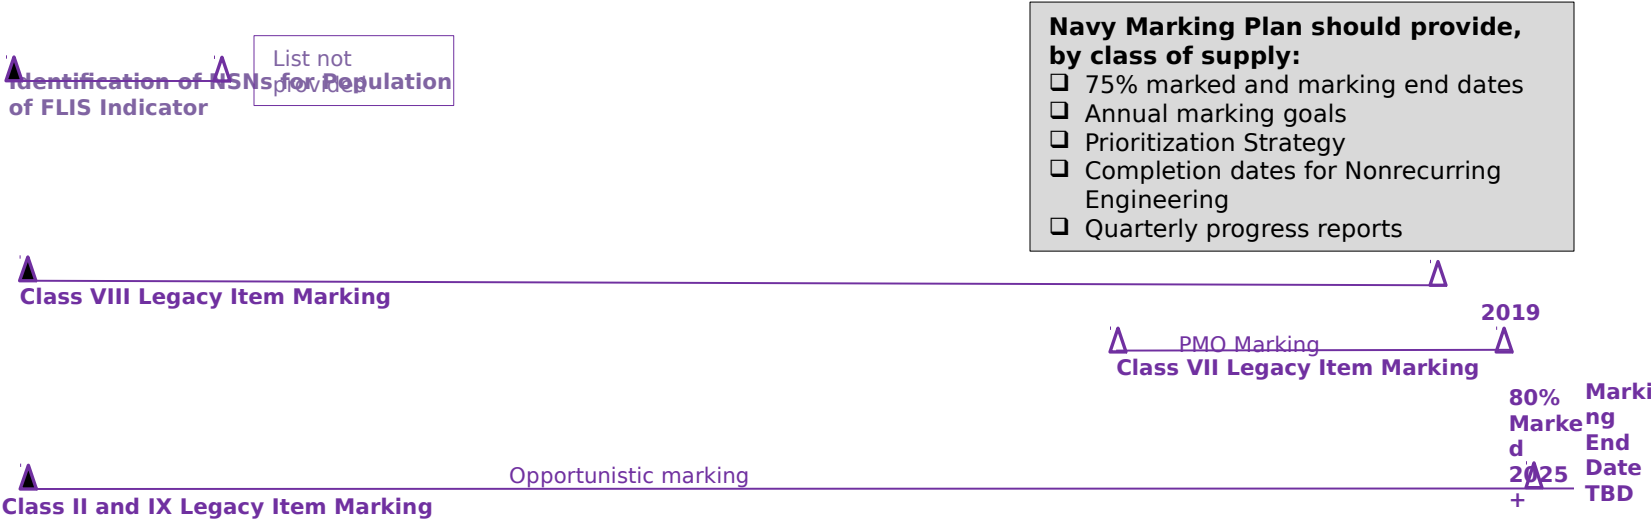 List not
provided
Identification of NSNs for Population
of FLIS Indicator
Navy Marking Plan should provide,
by class of supply:
❑ 75% marked and marking end dates
❑ Annual marking goals
❑ Prioritization Strategy
❑ Completion dates for Nonrecurring
Engineering
❑ Quarterly progress reports
Class VIII Legacy Item Marking
2019
PMO Marking
Class VII Legacy Item Marking
80%
Marke
d
2025
+
Marki
ng
End
Date
TBD
Opportunistic marking
Class II and IX Legacy Item Marking